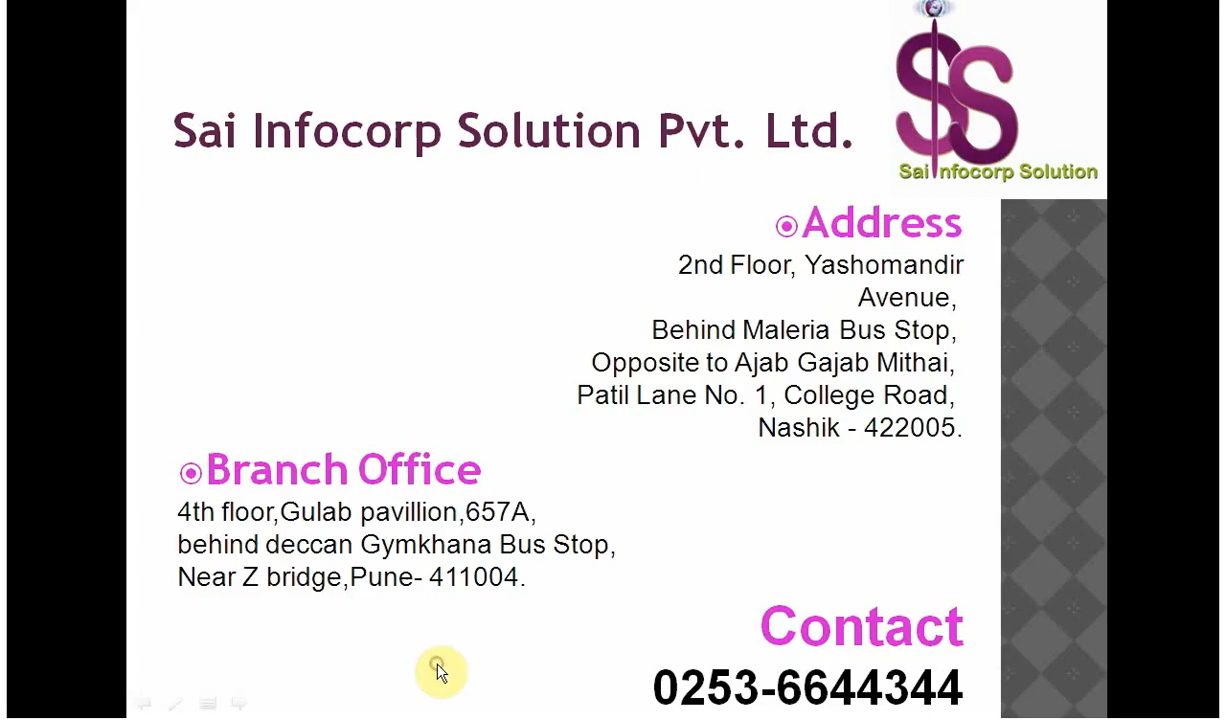 Sai Infocorp Solution Pvt. Ltd.
SS
Sai Infocorp Solution
Address
2nd Floor, Yashomandir
Avenue,
Behind Maleria Bus Stop,
Opposite to Ajab Gajab Mithai,
Patil Lane No. 1, College Road,
Nashik - 422005.
Branch Office
4th floor,Gulab pavillion,657A,
behind deccan Gymkhana Bus Stop,
Near Z bridge,Pune- 411004.
Contact
0253-6644344